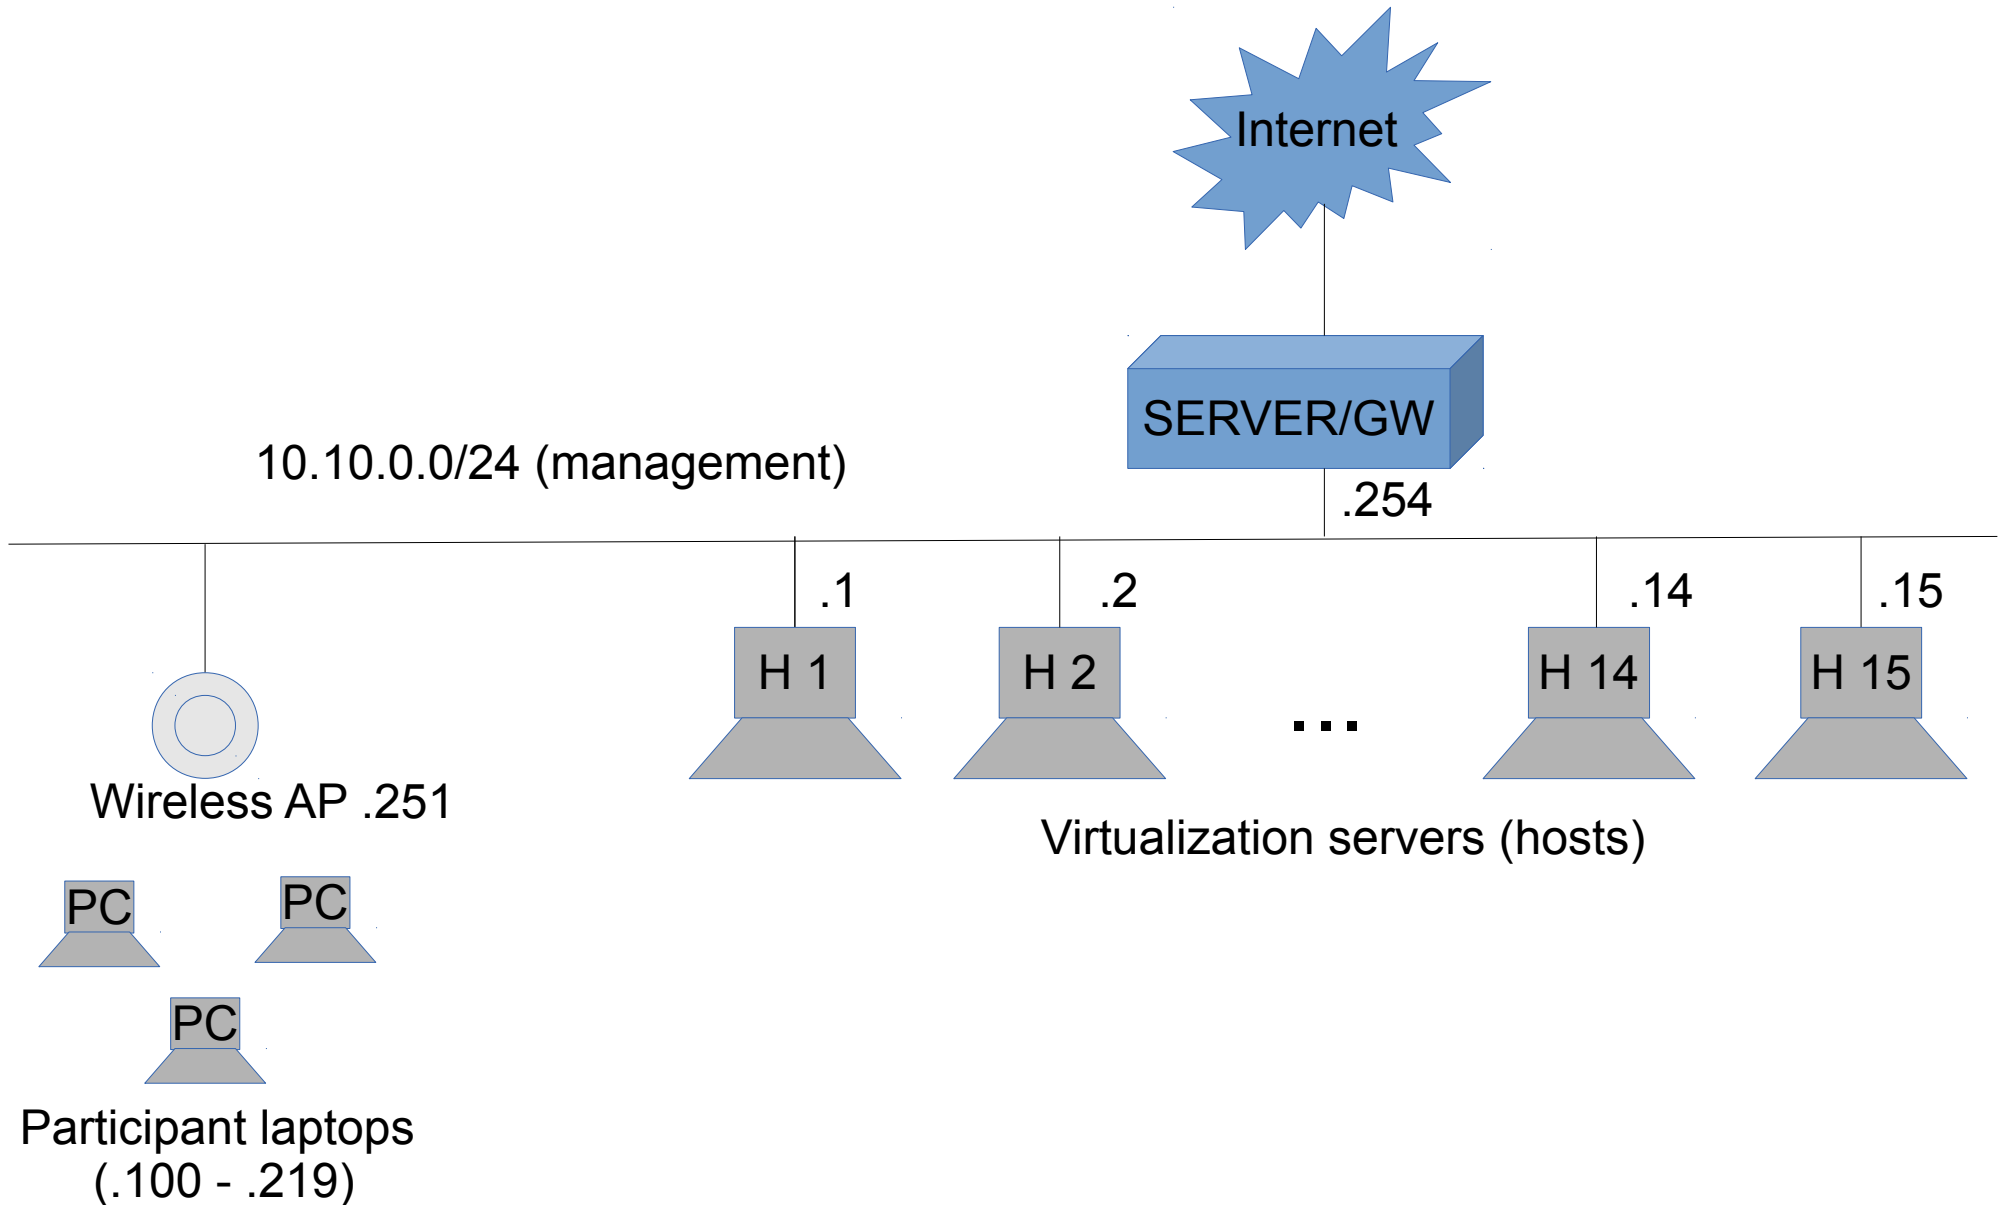 Internet
SERVER/GW
10.10.0.0/24 (management)
.254
.1
.2
.14
.15
H 1
H 2
...
H 14
H 15
Wireless AP .251
Virtualization servers (hosts)
PC
PC
PC
Participant laptops
(.100 - .219)